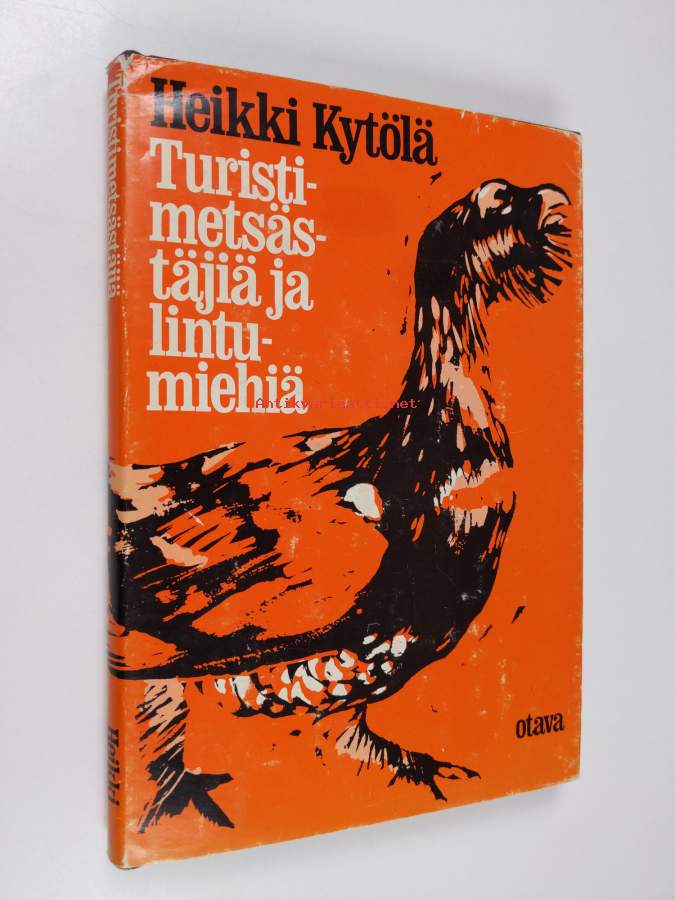 Heikki Kytölä
Turisti-
metsäs-
täjiä ja
lintu-
miehiä
Antikvariaatti.net
otava
Turistimetsästäjiä
Heikki